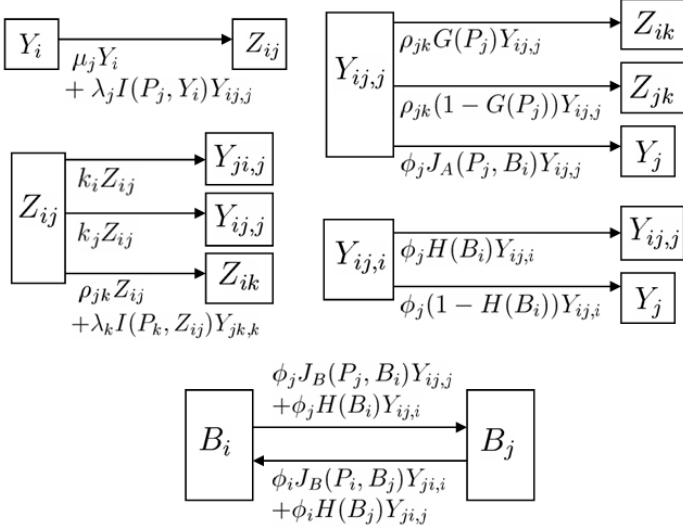 Y_i
μ_j Y_i
+ λ_j I(P_j, Y_i)Y_{ij,j}
Z_{ij}
Z_{ij}
k_i Z_{ij}
Y_{ji,j}
k_j Z_{ij}
Y_{ij,j}
ρ_{jk} Z_{ij}
+λ_k I(P_k, Z_{ij})Y_{jk,k}
Z_{ik}
Y_{ij,j}
ρ_{jk} G(P_j)Y_{ij,j}
Z_{ik}
ρ_{jk}(1 − G(P_j))Y_{ij,j}
Z_{jk}
φ_j J_A(P_j, B_i)Y_{ij,j}
Y_j
Y_{ij,i}
φ_j H(B_i)Y_{ij,i}
Y_{ij,j}
φ_j(1 − H(B_i))Y_{ij,i}
Y_j
B_i
φ_j J_B(P_j, B_i)Y_{ij,j}
+φ_j H(B_i)Y_{ij,i}
B_j
φ_i J_B(P_i, B_j)Y_{ji,i}
+φ_i H(B_j)Y_{ji,j}